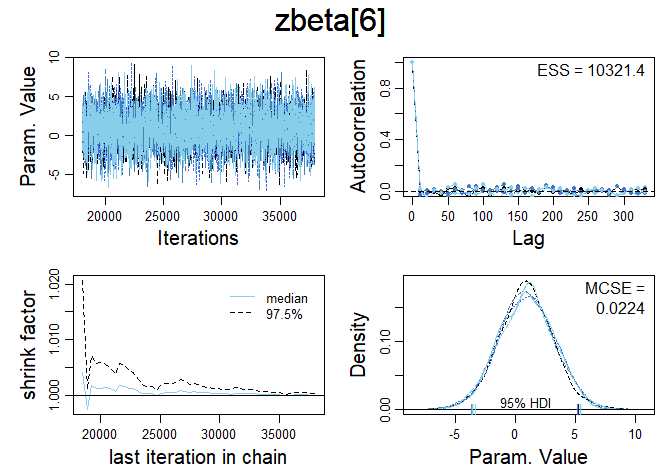 zbeta[6]
Param. Value
-5 0 5 10
20000 25000 30000 35000
Iterations
Autocorrelation
0.0 0.4 0.8
ESS = 10321.4
0 50 100 150 200 250 300
Lag
shrink factor
1.000 1.010 1.020
median
97.5%
20000 25000 30000 35000
last iteration in chain
Density
0.00 0.10
MCSE =
0.0224
95% HDI
-5 0 5 10
Param. Value